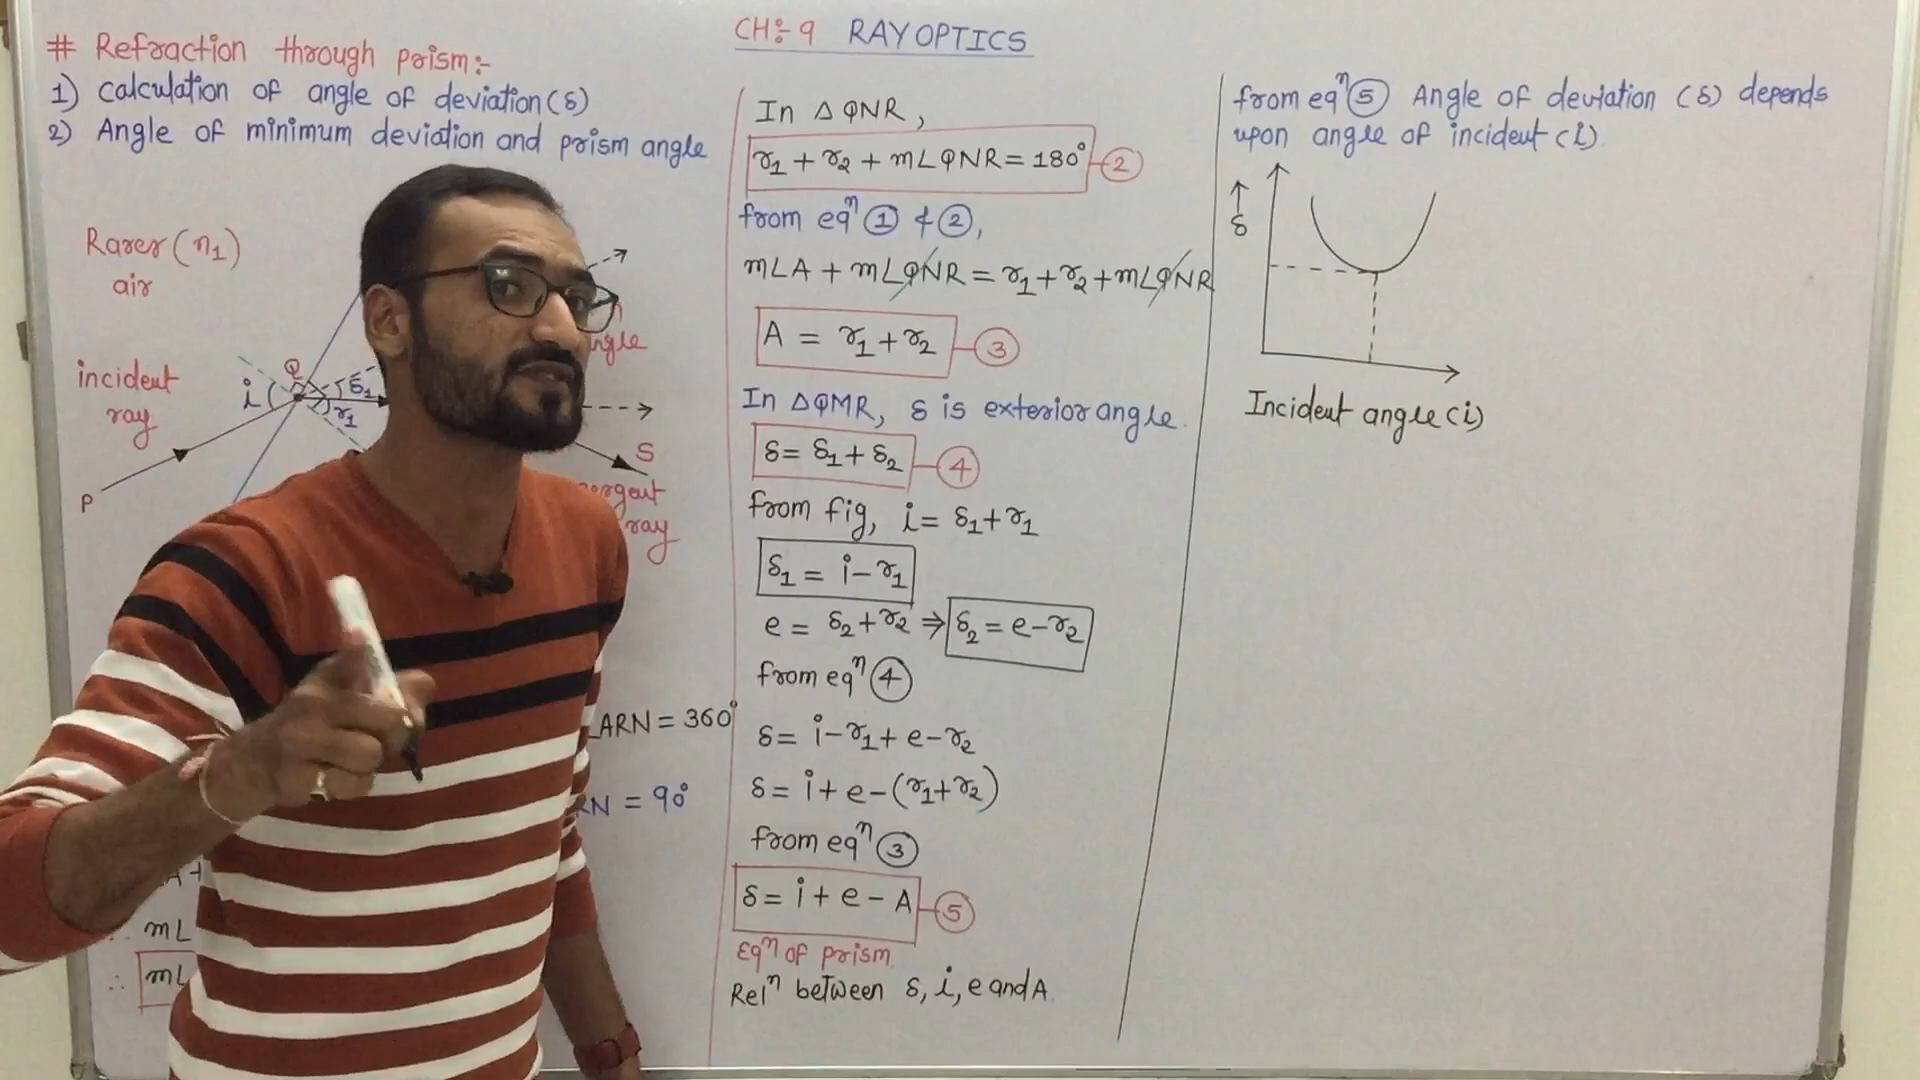 CH:- 9 RAY OPTICS
# Refraction through prism:-
1) calculation of angle of deviation (δ)
2) Angle of minimum deviation and prism angle
Rarer (n1)
air
incident
ray
i
Q
δ1
r1
P
S
ray
ARN = 360°
= 90°
mL
∴ mL
In △QNR,
r1 + r2 + m∠QNR = 180° ②
from eqⁿ ① & ②,
m∠A + m∠QNR = r1 + r2 + m∠QNR
A = r1 + r2 ③
In △QMR, δ is exterior angle.
δ = δ1 + δ2 ④
from fig, i = δ1 + r1
δ1 = i - r1
e = δ2 + r2 ⇒ δ2 = e - r2
from eqⁿ ④
δ = i - r1 + e - r2
δ = i + e - (r1 + r2)
from eqⁿ ③
δ = i + e - A ⑤
Eqⁿ of prism
Relⁿ between δ, i, e and A
from eqⁿ ⑤ Angle of deviation (δ) depends
upon angle of incident (i).
δ
Incident angle (i)